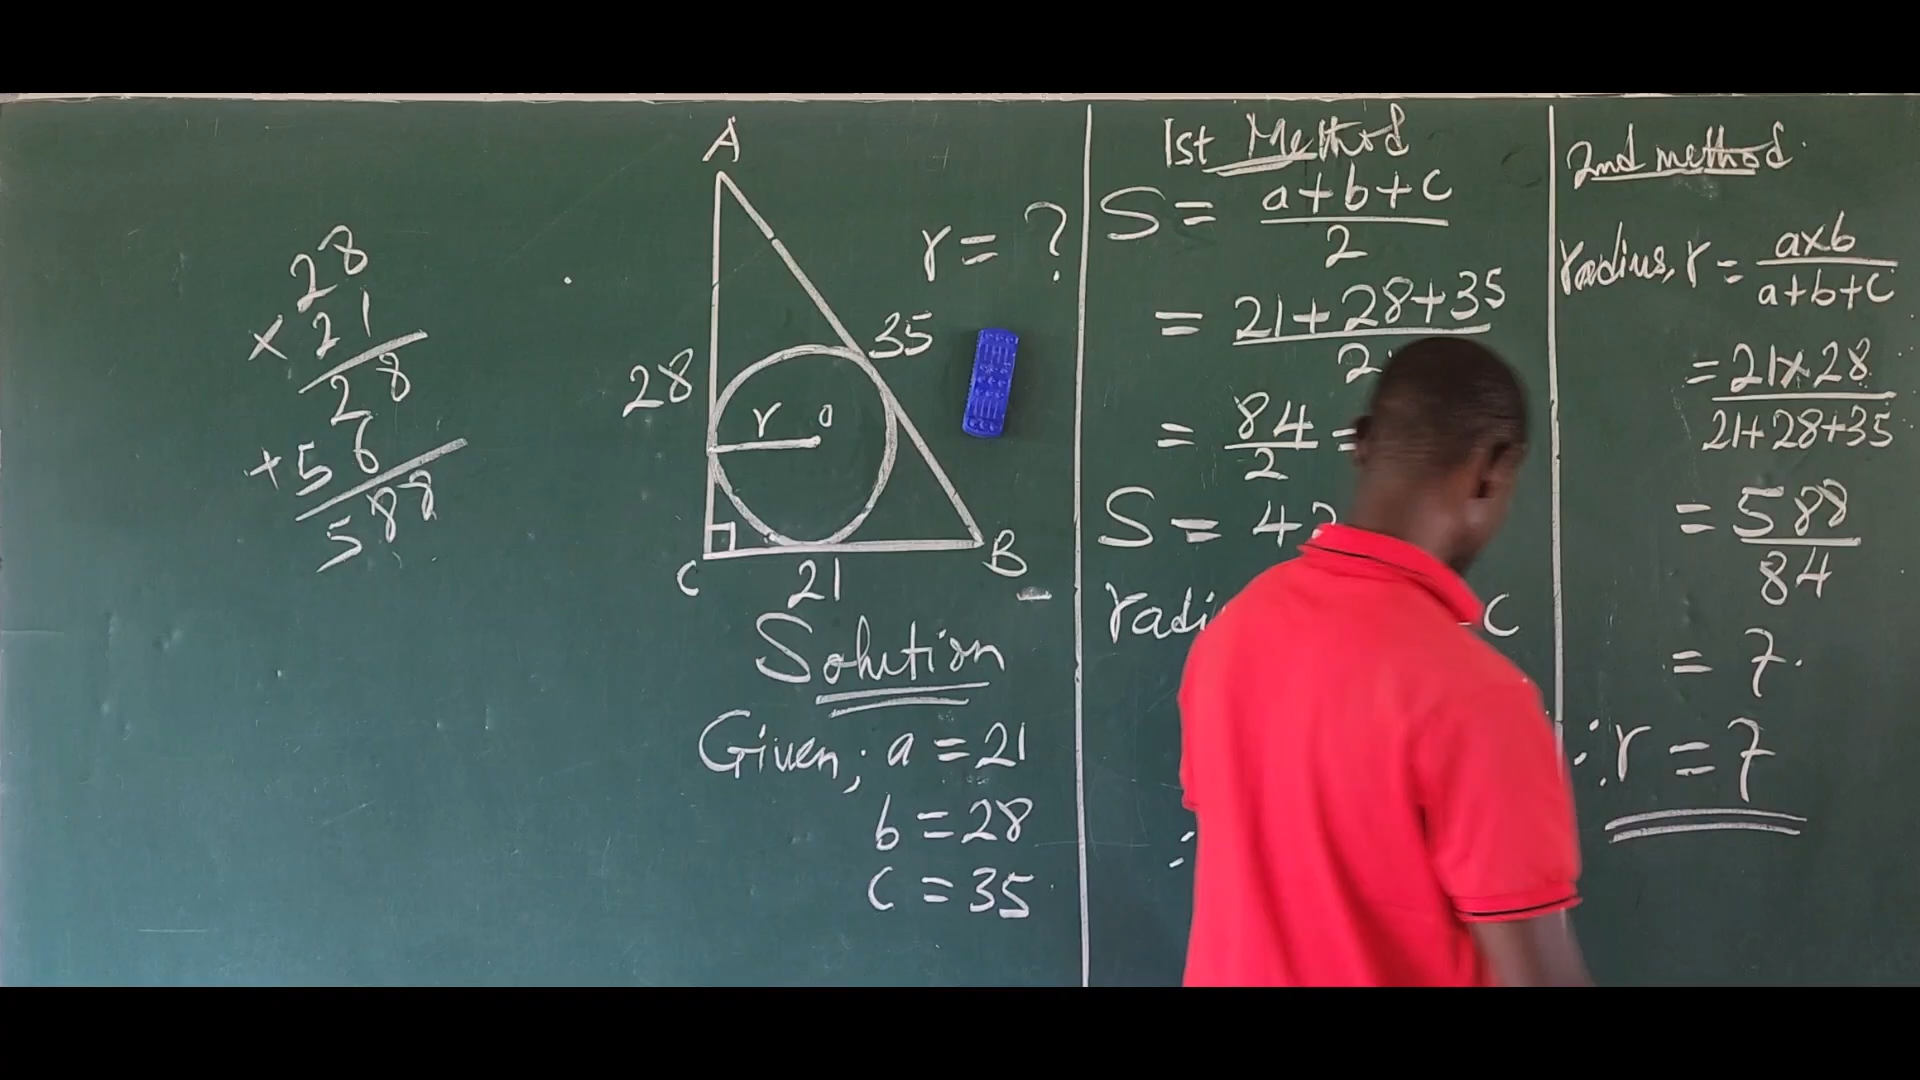 28
× 21
28
+ 56
588
A
r = ?
35
28
r
o
C
B
21
Solution
Given; a = 21
b = 28
c = 35
1st Method
S = a+b+c
2
= 21+28+35
2
= 84 =
2
S = 42
C
∴
2nd method.
radius, r = a×b
a+b+c
= 21×28
21+28+35
= 588
84
= 7.
∴ r = 7